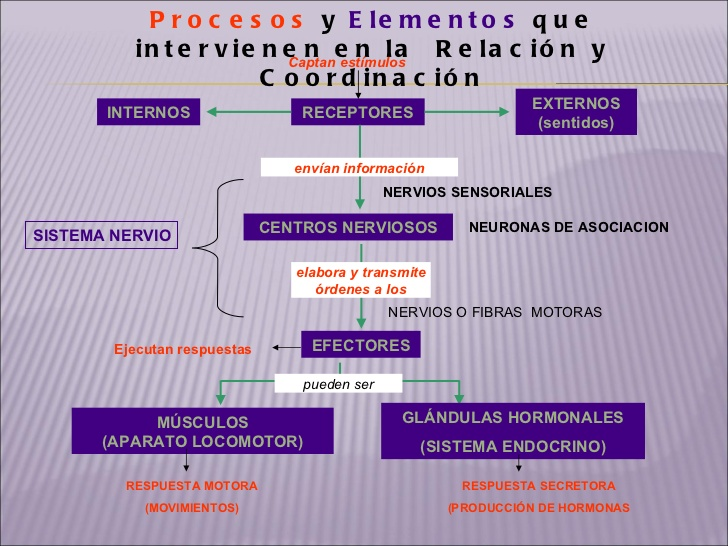 Procesos y Elementos que
intervienen en la Relación y
Coordinación
Captan estímulos
INTERNOS
RECEPTORES
EXTERNOS
(sentidos)
envían información
NERVIOS SENSORIALES
SISTEMA NERVIO
CENTROS NERVIOSOS
NEURONAS DE ASOCIACION
elabora y transmite
órdenes a los
NERVIOS O FIBRAS MOTORAS
Ejecutan respuestas
EFECTORES
pueden ser
MÚSCULOS
(APARATO LOCOMOTOR)
GLÁNDULAS HORMONALES
(SISTEMA ENDOCRINO)
RESPUESTA MOTORA
(MOVIMIENTOS)
RESPUESTA SECRETORA
(PRODUCCIÓN DE HORMONAS